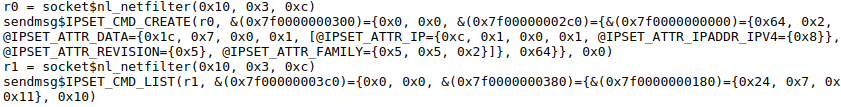 r0 = socket$nl_netfilter(0x10, 0x3, 0xc)
sendmsg$IPSET_CMD_CREATE(r0, &(0x7f0000000300)={0x0, 0x0, &(0x7f00000002c0)={&(0x7f0000000000)={0x64, 0x2,
@IPSET_ATTR_DATA={0x1c, 0x7, 0x0, 0x1, [@IPSET_ATTR_IP={0xc, 0x1, 0x0, 0x1, @IPSET_ATTR_IPADDR_IPV4={0x8}},
@IPSET_ATTR_REVISION={0x5}, @IPSET_ATTR_FAMILY={0x5, 0x5, 0x2}]}, 0x64}}, 0x0)
r1 = socket$nl_netfilter(0x10, 0x3, 0xc)
sendmsg$IPSET_CMD_LIST(r1, &(0x7f00000003c0)={0x0, 0x0, &(0x7f0000000380)={&(0x7f0000000180)={0x24, 0x7, 0x
0x11}, 0x10)